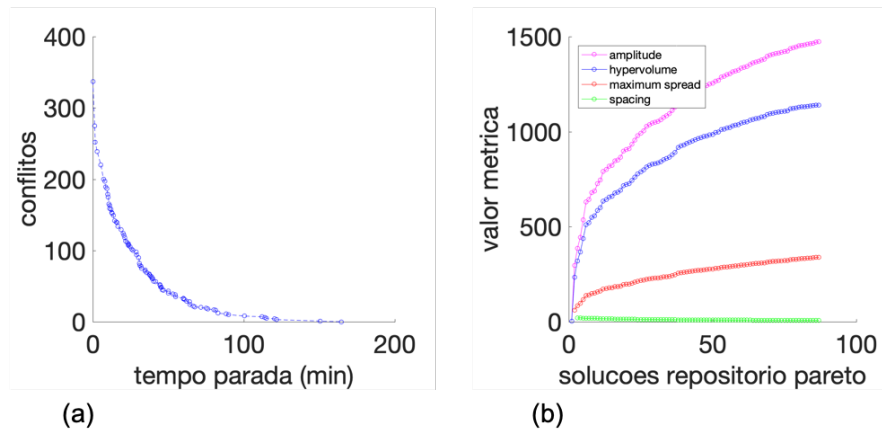 400
300
200
100
0
conflitos
0
100
200
tempo parada (min)
(a)
1500
1000
500
0
valor metrica
amplitude
hypervolume
maximum spread
spacing
0
50
100
solucoes repositorio pareto
(b)